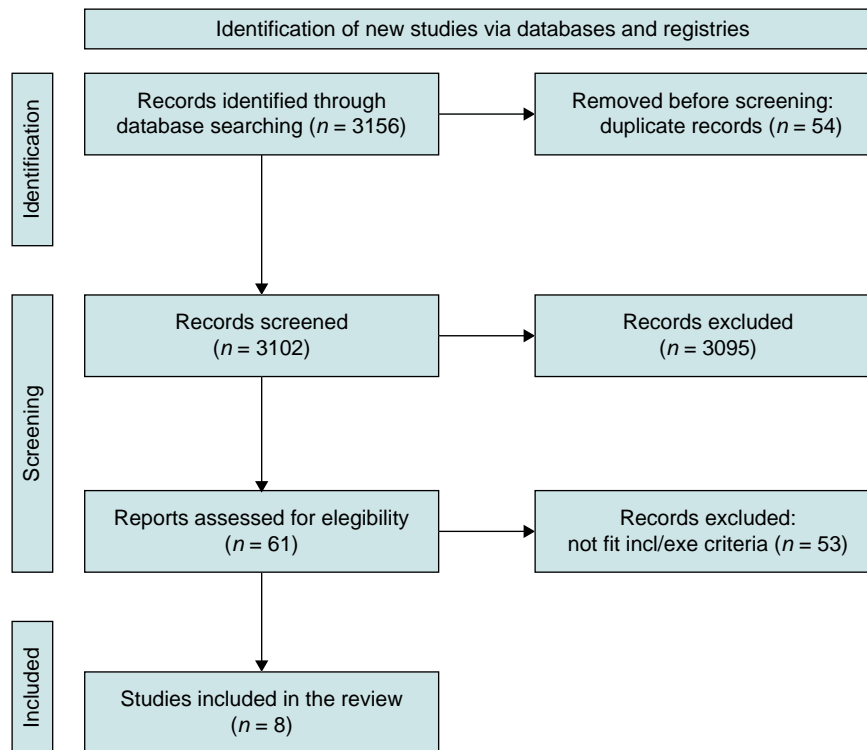 Identification of new studies via databases and registries
Identification
Records identified through
database searching (n = 3156)
Removed before screening:
duplicate records (n = 54)
Screening
Records screened
(n = 3102)
Records excluded
(n = 3095)
Reports assessed for elegibility
(n = 61)
Records excluded:
not fit incl/exe criteria (n = 53)
Included
Studies included in the review
(n = 8)